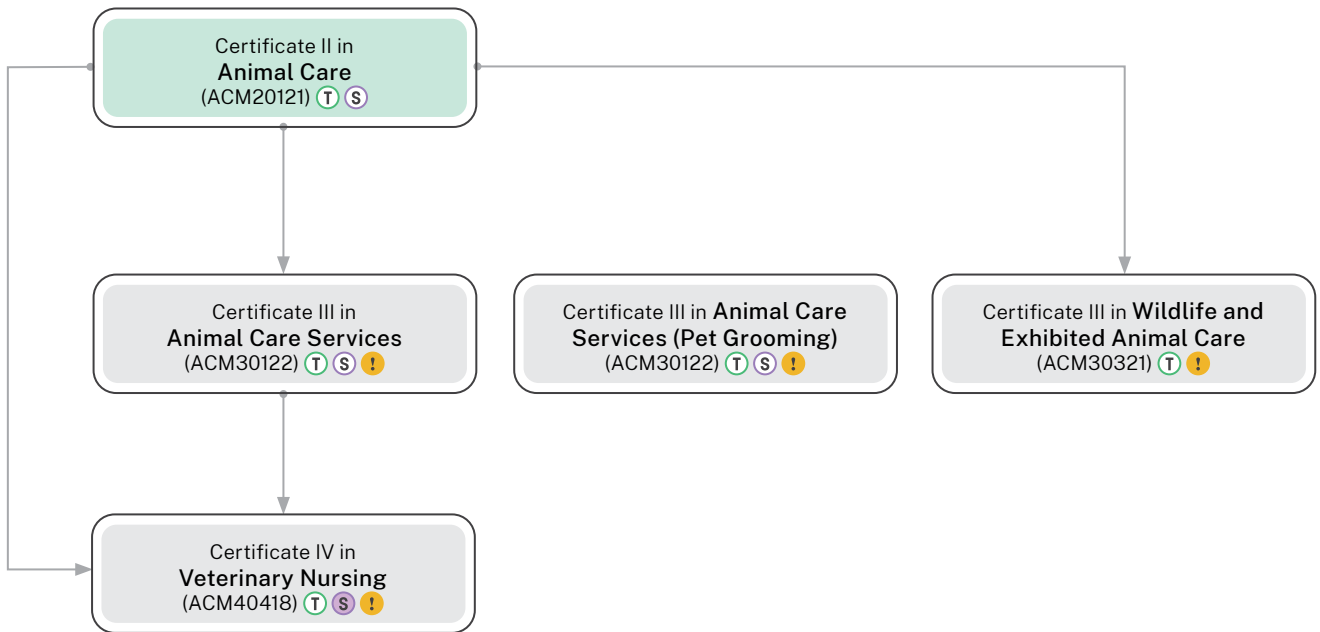 Certificate II in
Animal Care
(ACM20121) T S
Certificate III in
Animal Care Services
(ACM30122) T S !
Certificate III in Animal Care
Services (Pet Grooming)
(ACM30122) T S !
Certificate III in Wildlife and
Exhibited Animal Care
(ACM30321) T !
Certificate IV in
Veterinary Nursing
(ACM40418) T S !